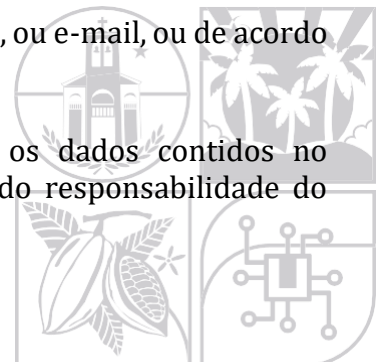 , ou e-mail, ou de acordo
os dados contidos no
do responsabilidade do